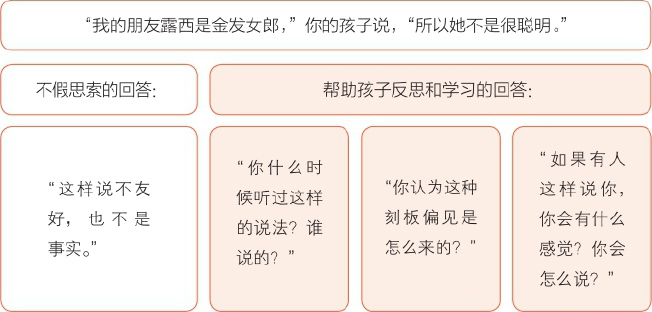 “我的朋友露西是金发女郎，”你的孩子说，“所以她不是很聪明。”
不假思索的回答：
帮助孩子反思和学习的回答：
“这样说不友
好，也不是
事实。”
“你什么时
候听过这样
的说法？谁
说的？”
“你认为这种
刻板偏见是
怎么来的？”
“如果有人
这样说你，
你会有什么
感觉？你会
怎么说？”